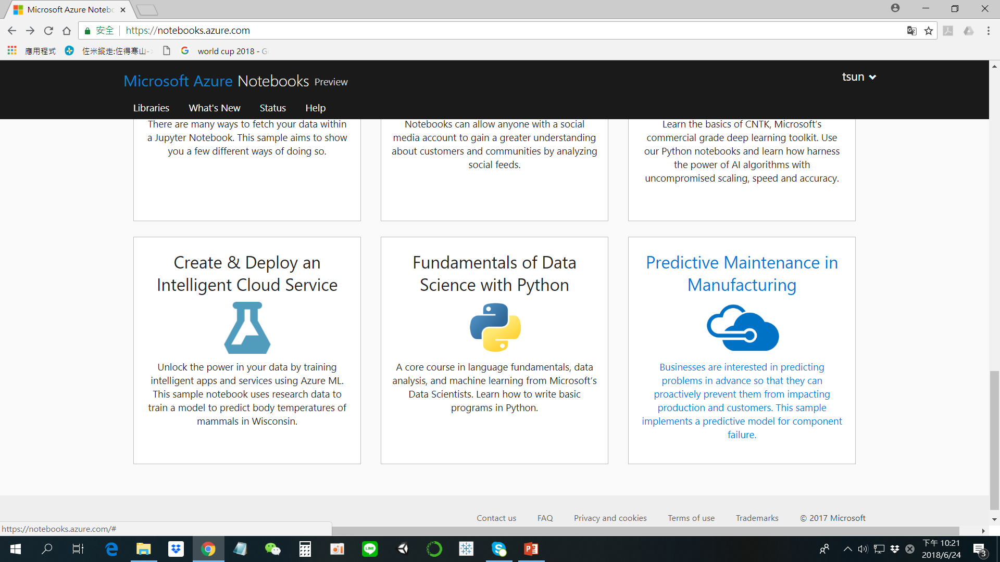 Microsoft Azure Noteb
安全
https://notebooks.azure.com
應用程式
佐米縱走:佐得寒山-
world cup 2018 - G
Microsoft Azure Notebooks Preview
tsun
Libraries
What's New
Status
Help
There are many ways to fetch your data within
a Jupyter Notebook. This sample aims to show
you a few different ways of doing so.
Notebooks can allow anyone with a social
media account to gain a greater understanding
about customers and communities by analyzing
social feeds.
Learn the basics of CNTK, Microsoft's
commercial grade deep learning toolkit. Use
our Python notebooks and learn how harness
the power of AI algorithms with
uncompromised scaling, speed and accuracy.
Create & Deploy an
Intelligent Cloud Service
Unlock the power in your data by training
intelligent apps and services using Azure ML.
This sample notebook uses research data to
train a model to predict body temperatures of
mammals in Wisconsin.
Fundamentals of Data
Science with Python
A core course in language fundamentals, data
analysis, and machine learning from Microsoft's
Data Scientists. Learn how to write basic
programs in Python.
Predictive Maintenance in
Manufacturing
Businesses are interested in predicting
problems in advance so that they can
proactively prevent them from impacting
production and customers. This sample
implements a predictive model for component
failure.
Contact us
FAQ
Privacy and cookies
Terms of use
Trademarks
© 2017 Microsoft
https://notebooks.azure.com/#
LINE
下午 10:21
2018/6/24
3